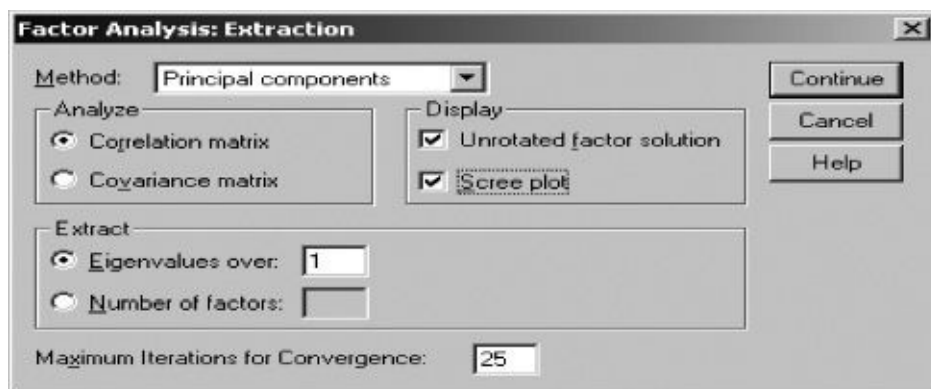 Factor Analysis: Extraction
Method: Principal components
Continue
Cancel
Help
Analyze
Correlation matrix
Covariance matrix
Display
Unrotated factor solution
Scree plot
Extract
Eigenvalues over: 1
Number of factors:
Maximum Iterations for Convergence: 25